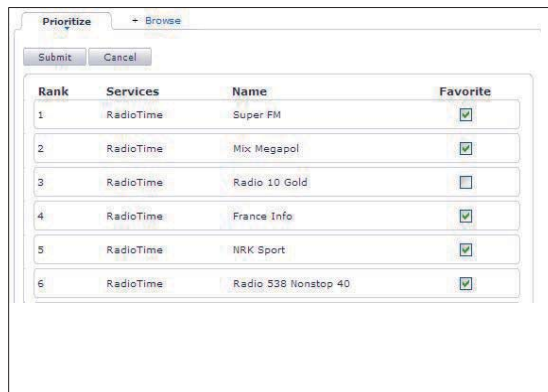 Prioritize + Browse
Submit Cancel
Rank Services Name Favorite
1 RadioTime Super FM
2 RadioTime Mix Megapol
3 RadioTime Radio 10 Gold
4 RadioTime France Info
5 RadioTime NRK Sport
6 RadioTime Radio 538 Nonstop 40